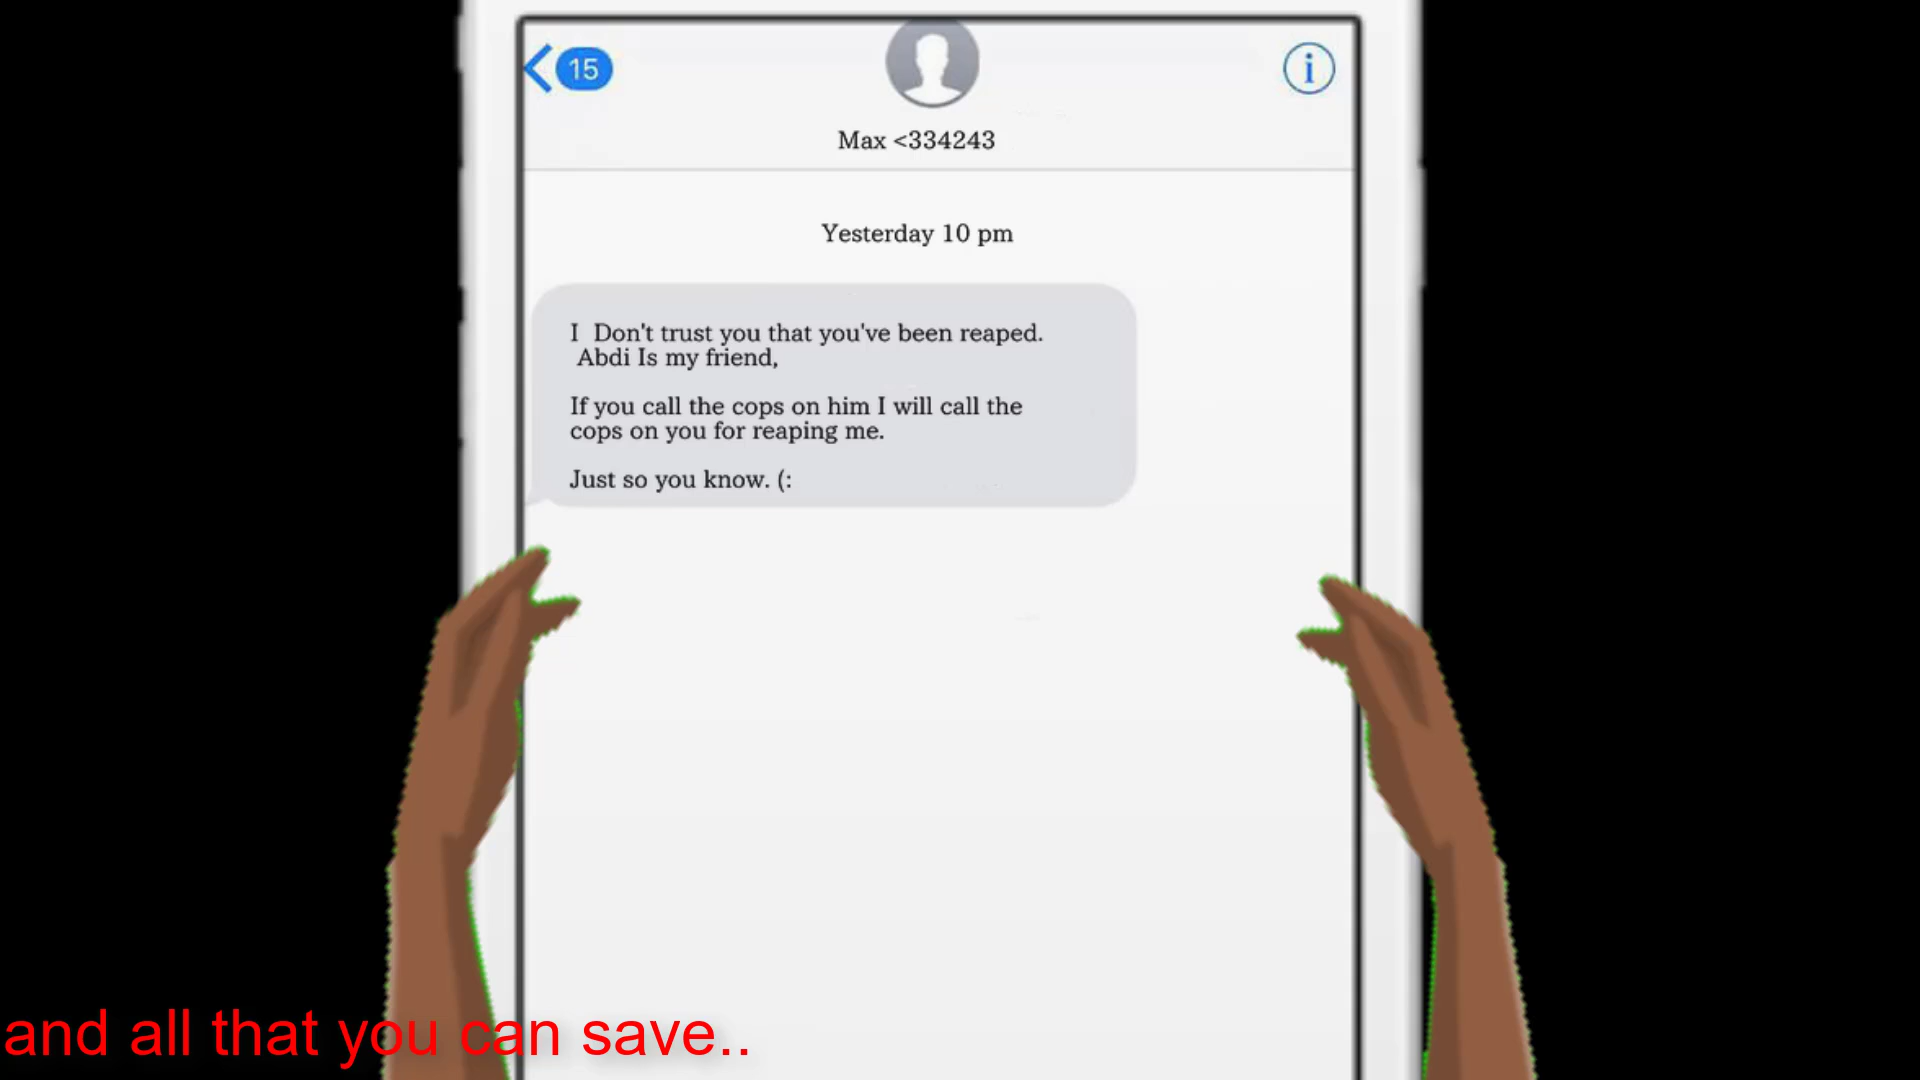 15
i
Max <334243
Yesterday 10 pm
I  Don't trust you that you've been reaped.
Abdi Is my friend,
If you call the cops on him I will call the
cops on you for reaping me.
Just so you know. (:
and all that you can save..